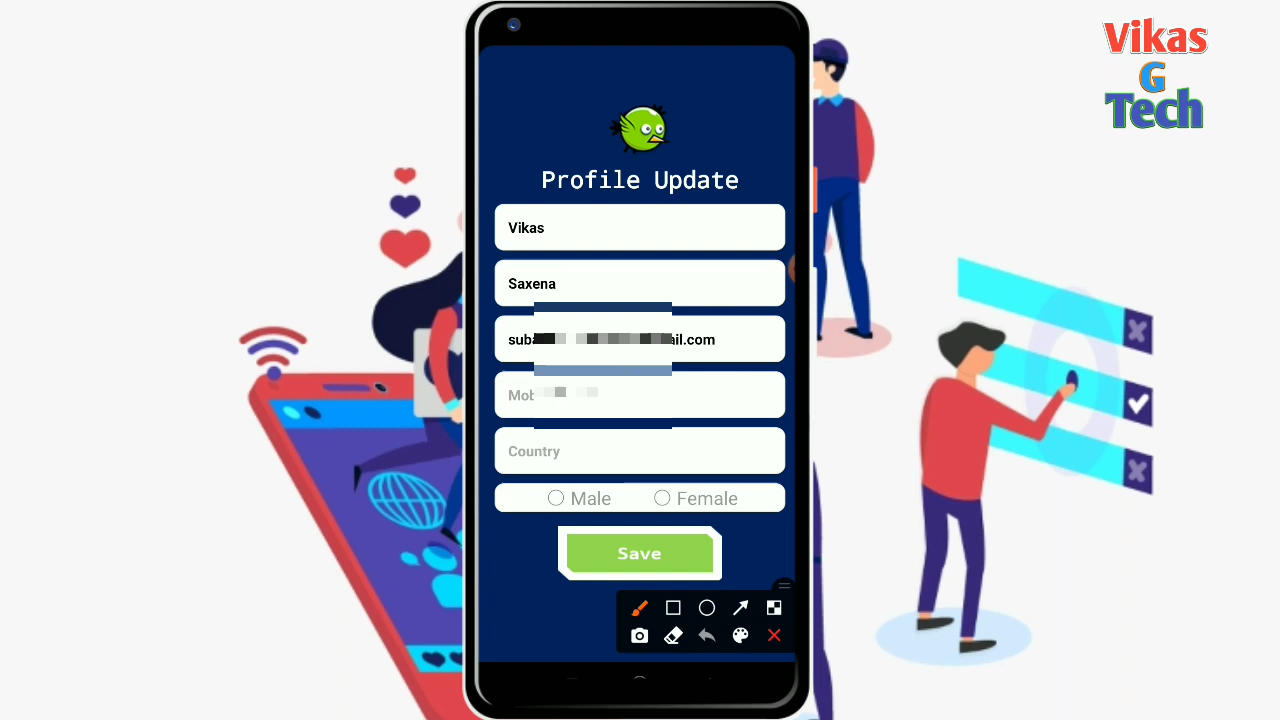 Vikas
G
Tech
Profile Update
Vikas
Saxena
Country
Male Female
Save